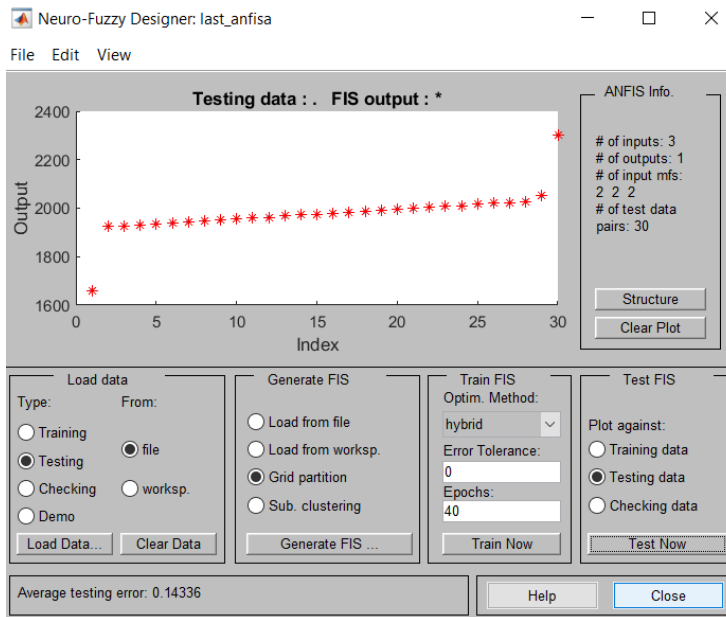 Neuro-Fuzzy Designer: last_anfisa
File Edit View
Testing data : .   FIS output : *
Output
2400
2200
2000
1800
1600
0 5 10 15 20 25 30
Index
ANFIS Info.
# of inputs: 3
# of outputs: 1
# of input mfs:
2 2 2
# of test data
pairs: 30
Structure
Clear Plot
Load data
Type: From:
Training
Testing
Checking
Demo
file
worksp.
Load Data... Clear Data
Generate FIS
Load from file
Load from worksp.
Grid partition
Sub. clustering
Generate FIS ...
Train FIS
Optim. Method:
hybrid
Error Tolerance:
0
Epochs:
40
Train Now
Test FIS
Plot against:
Training data
Testing data
Checking data
Test Now
Average testing error: 0.14336
Help Close